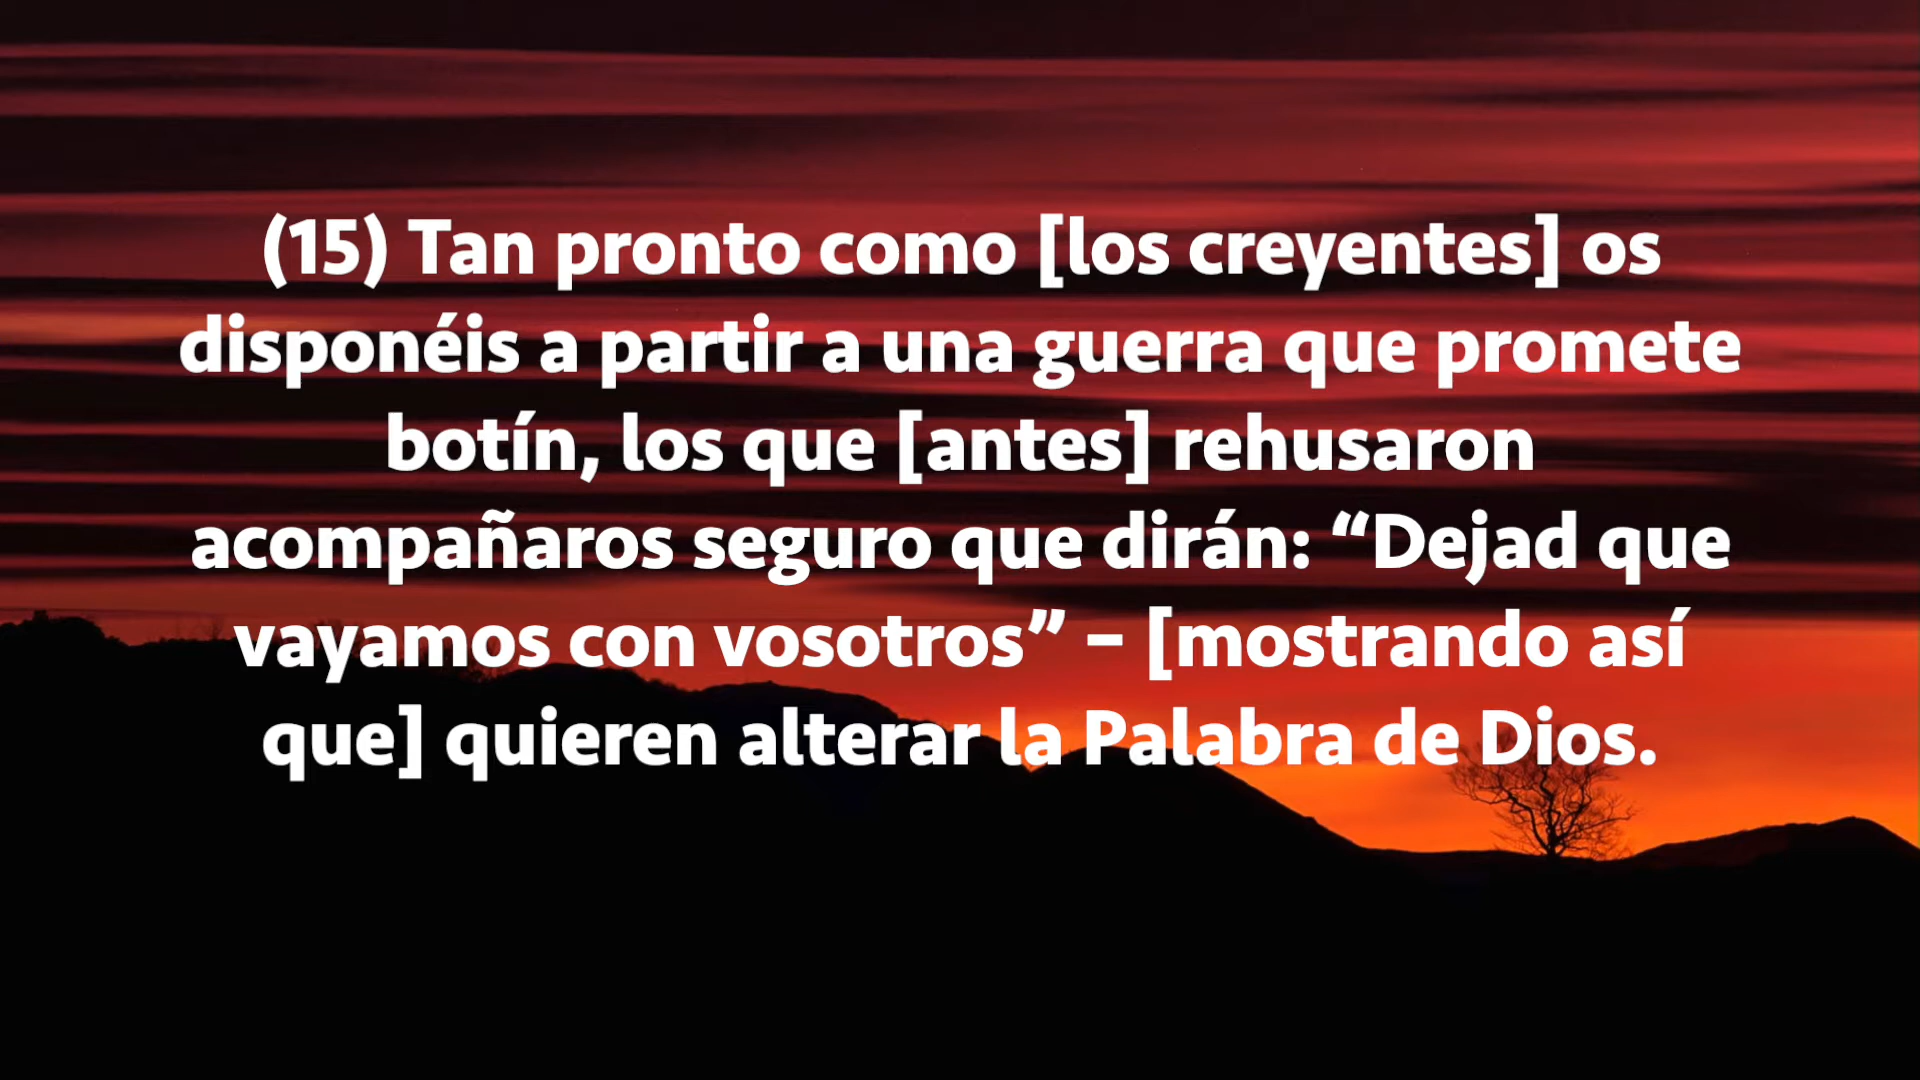 (15) Tan pronto como [los creyentes] os
disponéis a partir a una guerra que promete
botín, los que [antes] rehusaron
acompañaros seguro que dirán: “Dejad que
vayamos con vosotros” – [mostrando así
que] quieren alterar la Palabra de Dios.